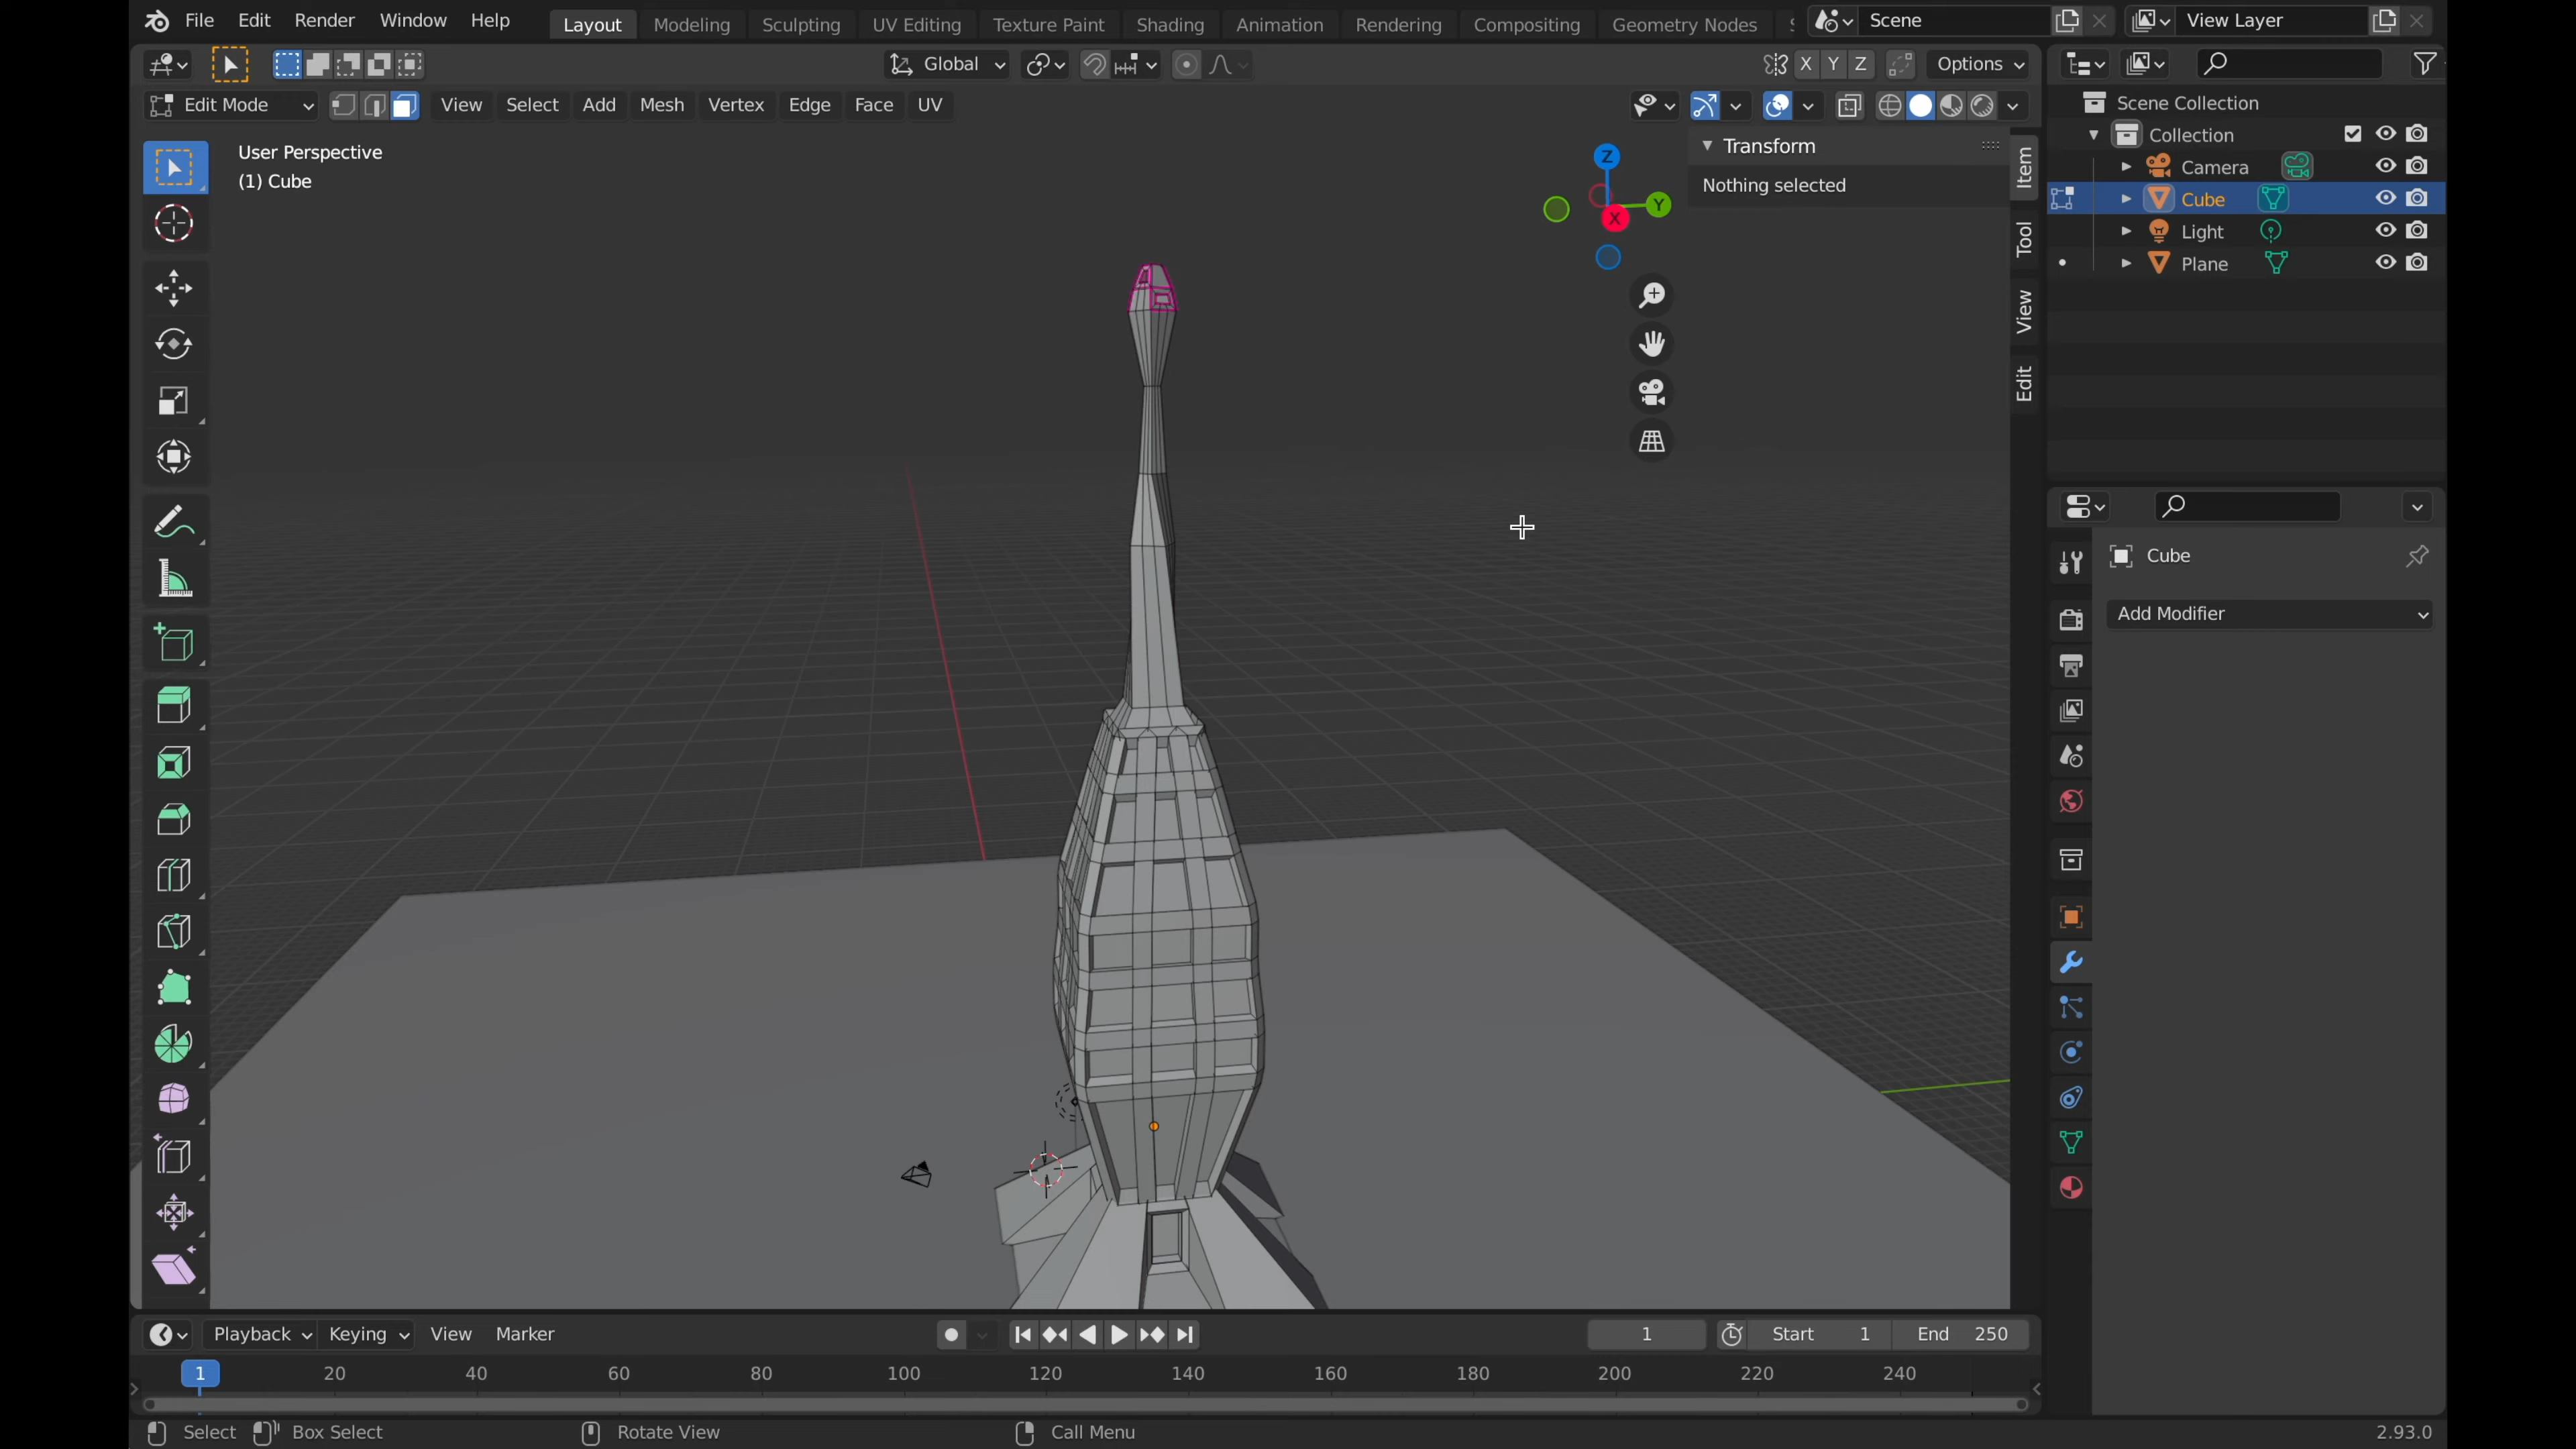 File Edit Render Window Help Layout Modeling Sculpting UV Editing Texture Paint Shading Animation Rendering Compositing Geometry Nodes Scene View Layer
Global X Y Z Options
Edit Mode View Select Add Mesh Vertex Edge Face UV
Scene Collection
Collection
Camera
Cube
Light
Plane
User Perspective
(1) Cube
Z
Y
X
Transform
Nothing selected
Item
Tool
View
Edit
Cube
Add Modifier
Playback Keying View Marker 1 Start 1 End 250
1 20 40 60 80 100 120 140 160 180 200 220 240
Select Box Select Rotate View Call Menu 2.93.0